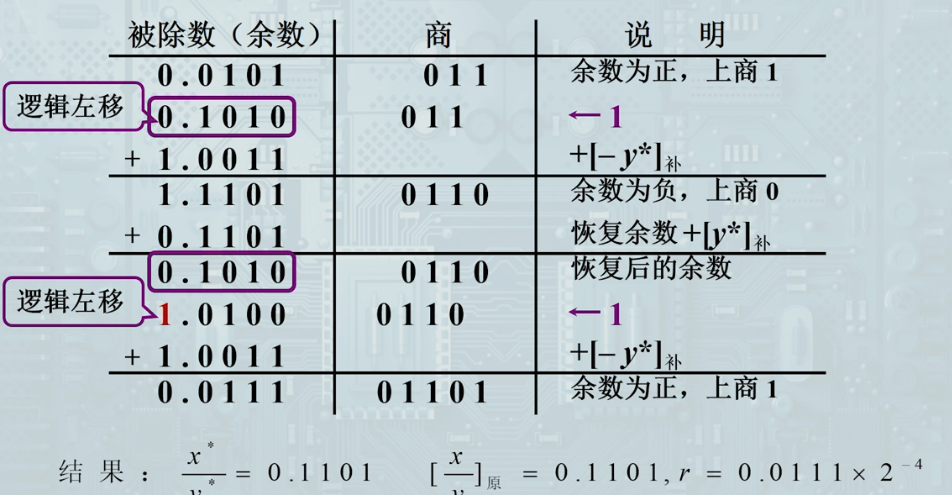 被除数（余数） 商 说 明
0.0101 011 余数为正，上商 1
逻辑左移 0.1010 011 ←1
+ 1.0011 +[– y*]补
1.1101 0110 余数为负，上商 0
+ 0.1101 恢复余数+[y*]补
0.1010 0110 恢复后的余数
逻辑左移 1.0100 0110 ←1
+ 1.0011 +[– y*]补
0.0111 01101 余数为正，上商 1
结 果 ： x*/y* = 0.1101 [x/y]原 = 0.1101, r = 0.0111 × 2⁻⁴